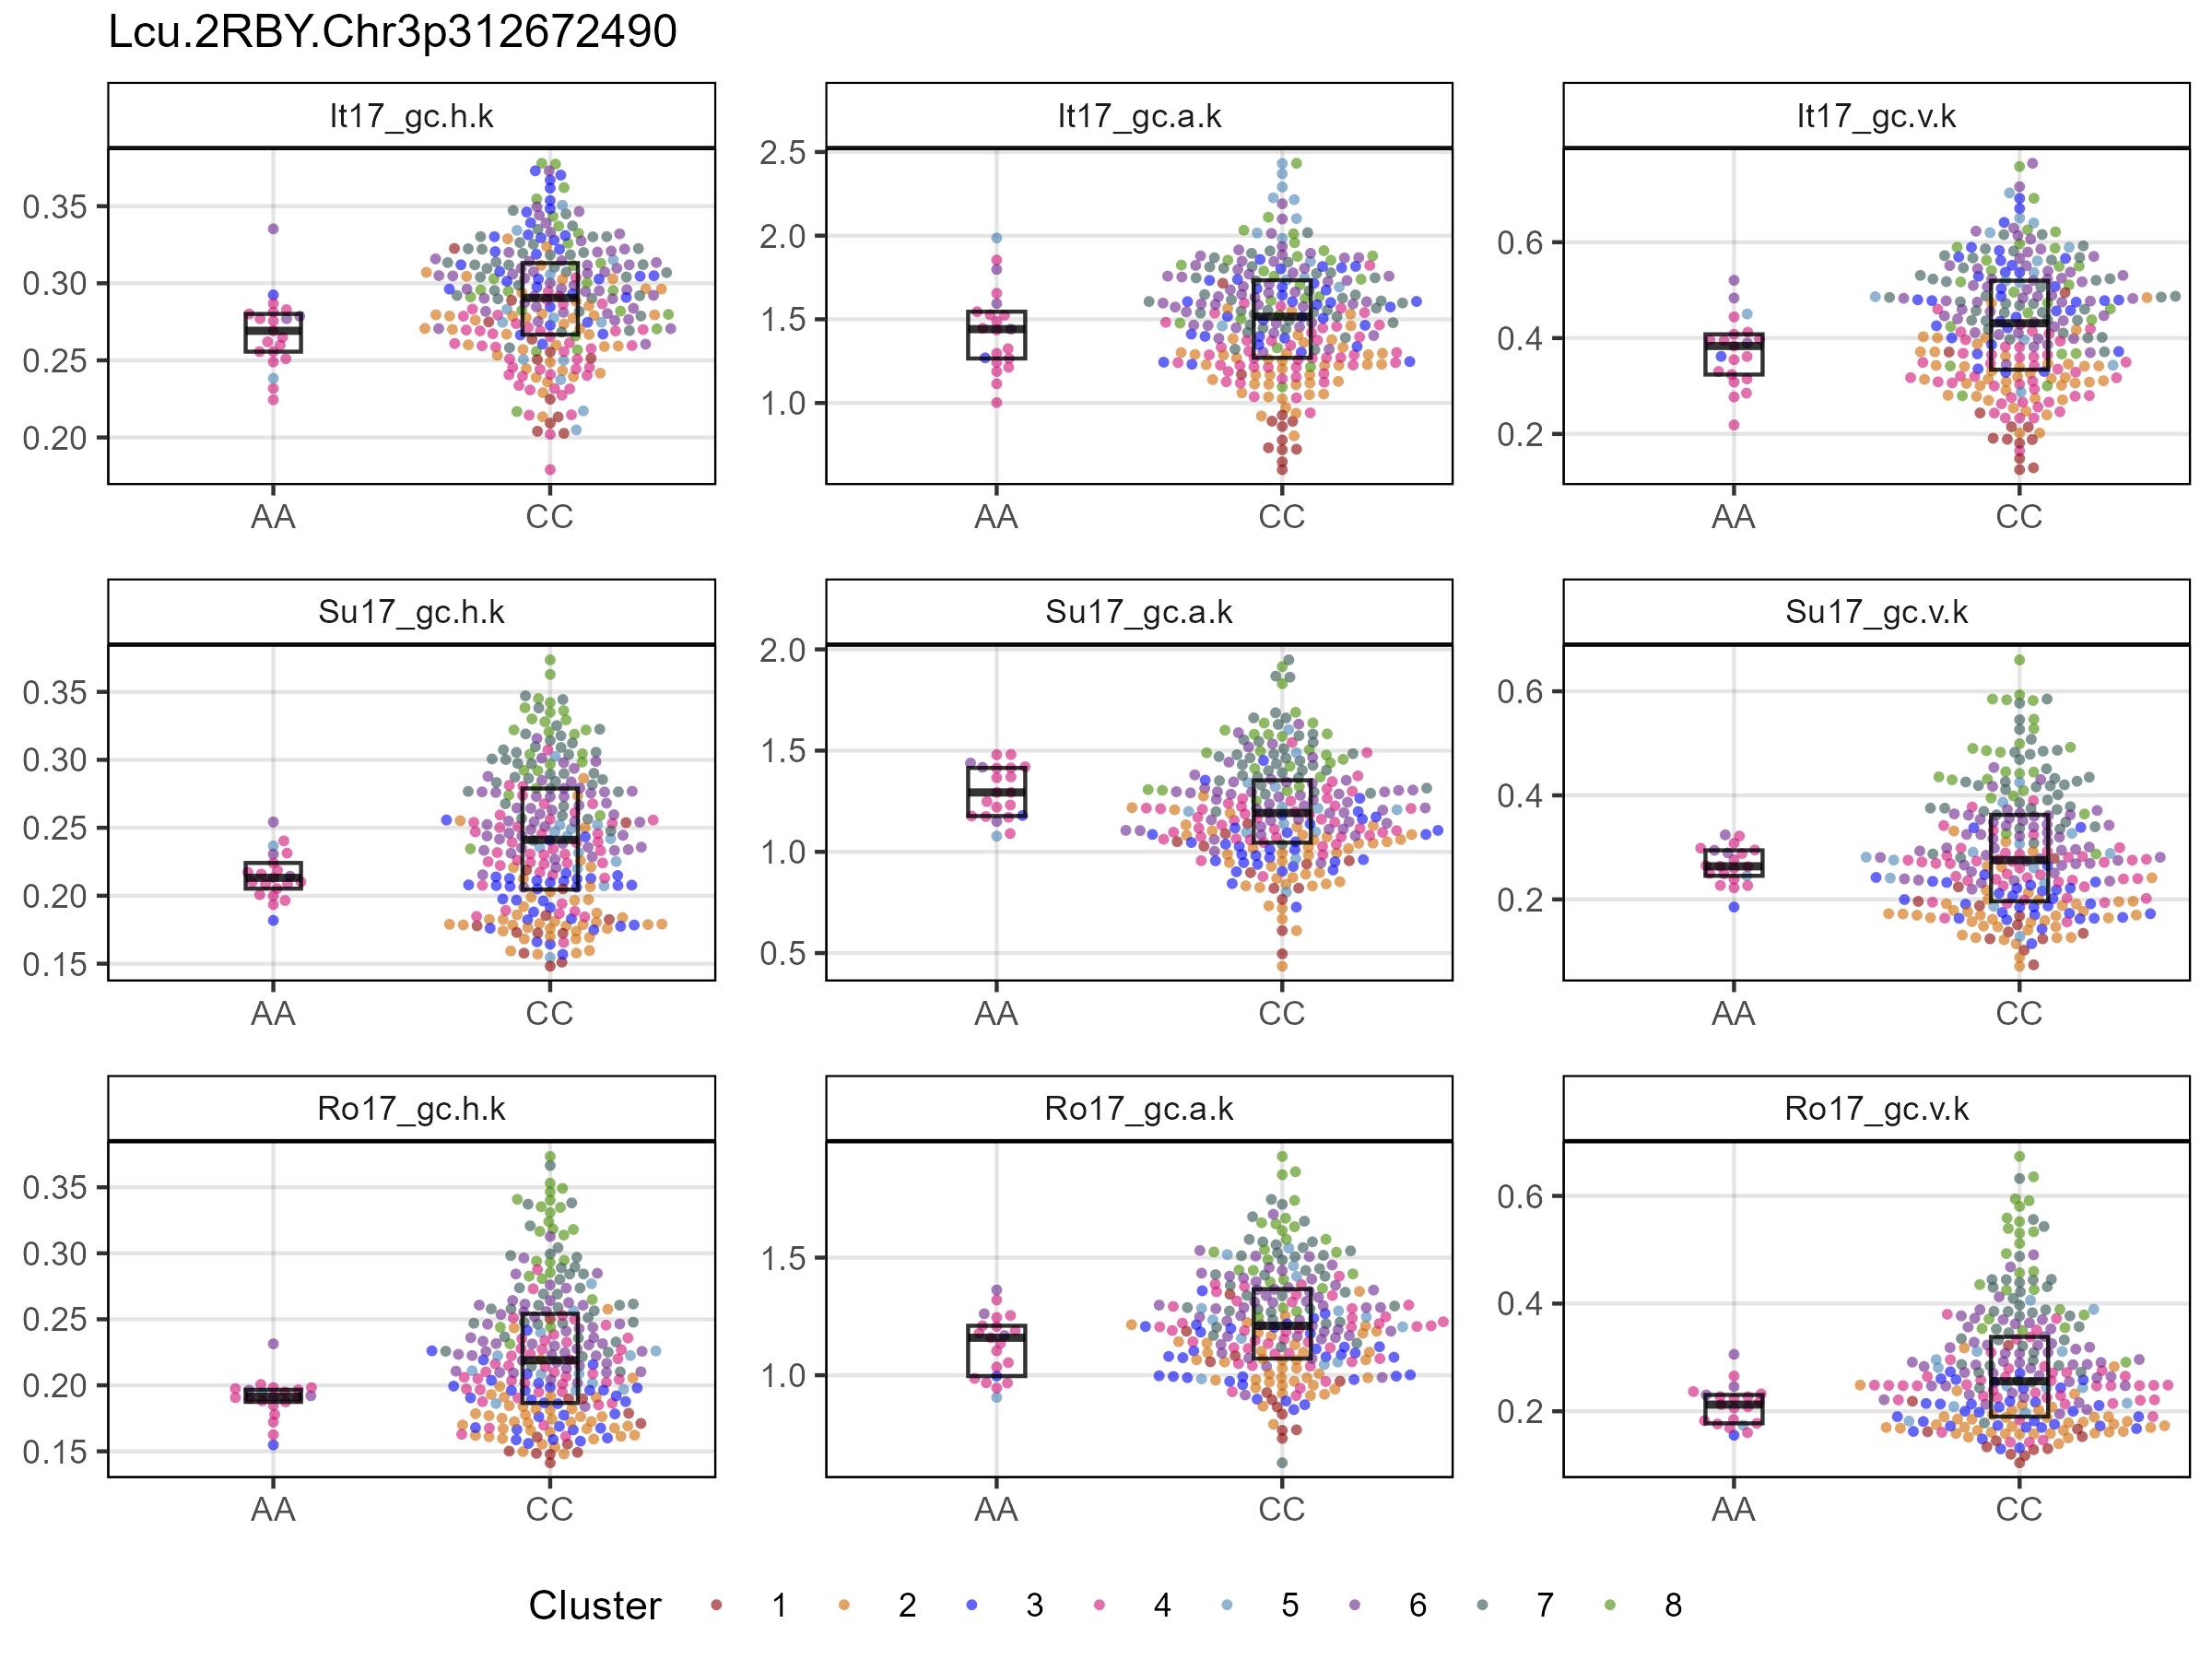 Lcu.2RBY.Chr3p312672490
It17_gc.h.k It17_gc.a.k It17_gc.v.k
0.35
0.30
0.25
0.20
AA CC
2.5
2.0
1.5
1.0
AA CC
0.6
0.4
0.2
AA CC
Su17_gc.h.k Su17_gc.a.k Su17_gc.v.k
0.35
0.30
0.25
0.20
0.15
AA CC
2.0
1.5
1.0
0.5
AA CC
0.6
0.4
0.2
AA CC
Ro17_gc.h.k Ro17_gc.a.k Ro17_gc.v.k
0.35
0.30
0.25
0.20
0.15
AA CC
1.5
1.0
AA CC
0.6
0.4
0.2
AA CC
Cluster 1 2 3 4 5 6 7 8